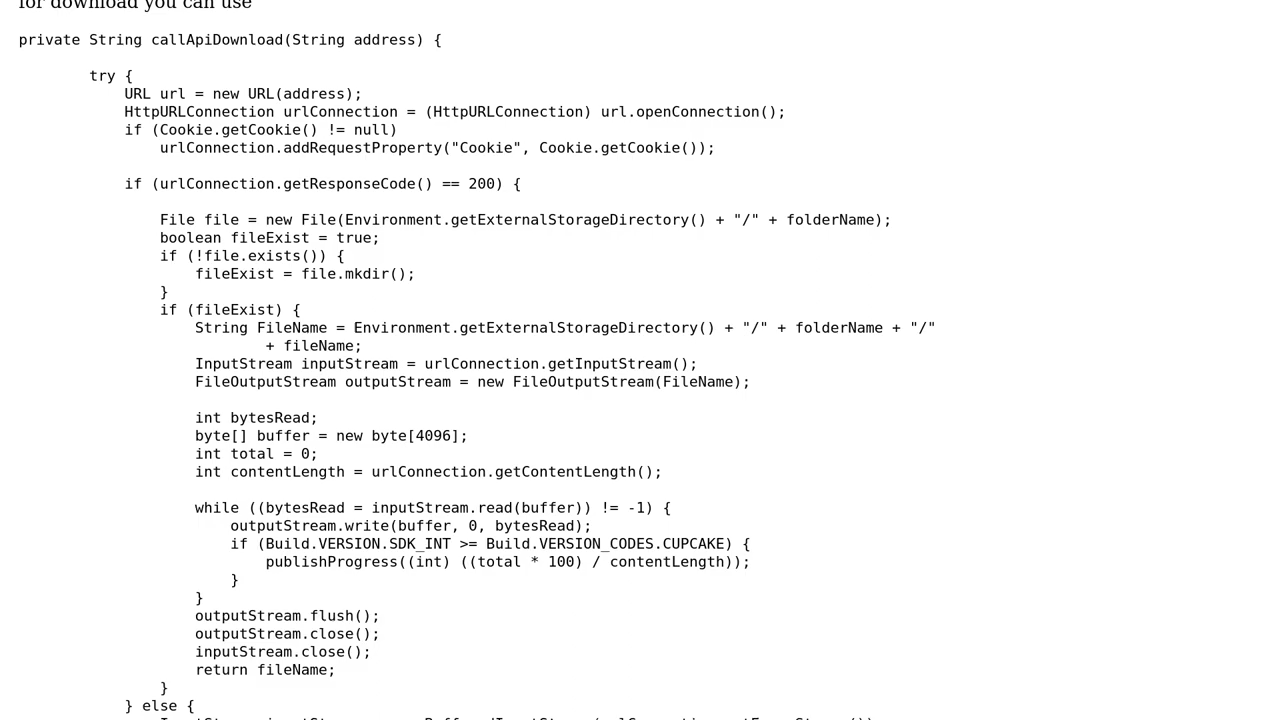 for download you can use
private String callApiDownload(String address) {
try {
URL url = new URL(address);
HttpURLConnection urlConnection = (HttpURLConnection) url.openConnection();
if (Cookie.getCookie() != null)
urlConnection.addRequestProperty("Cookie", Cookie.getCookie());
if (urlConnection.getResponseCode() == 200) {
File file = new File(Environment.getExternalStorageDirectory() + "/" + folderName);
boolean fileExist = true;
if (!file.exists()) {
fileExist = file.mkdir();
}
if (fileExist) {
String FileName = Environment.getExternalStorageDirectory() + "/" + folderName + "/"
+ fileName;
InputStream inputStream = urlConnection.getInputStream();
FileOutputStream outputStream = new FileOutputStream(FileName);
int bytesRead;
byte[] buffer = new byte[4096];
int total = 0;
int contentLength = urlConnection.getContentLength();
while ((bytesRead = inputStream.read(buffer)) != -1) {
outputStream.write(buffer, 0, bytesRead);
if (Build.VERSION.SDK_INT >= Build.VERSION_CODES.CUPCAKE) {
publishProgress((int) ((total * 100) / contentLength));
}
}
outputStream.flush();
outputStream.close();
inputStream.close();
return fileName;
}
} else {